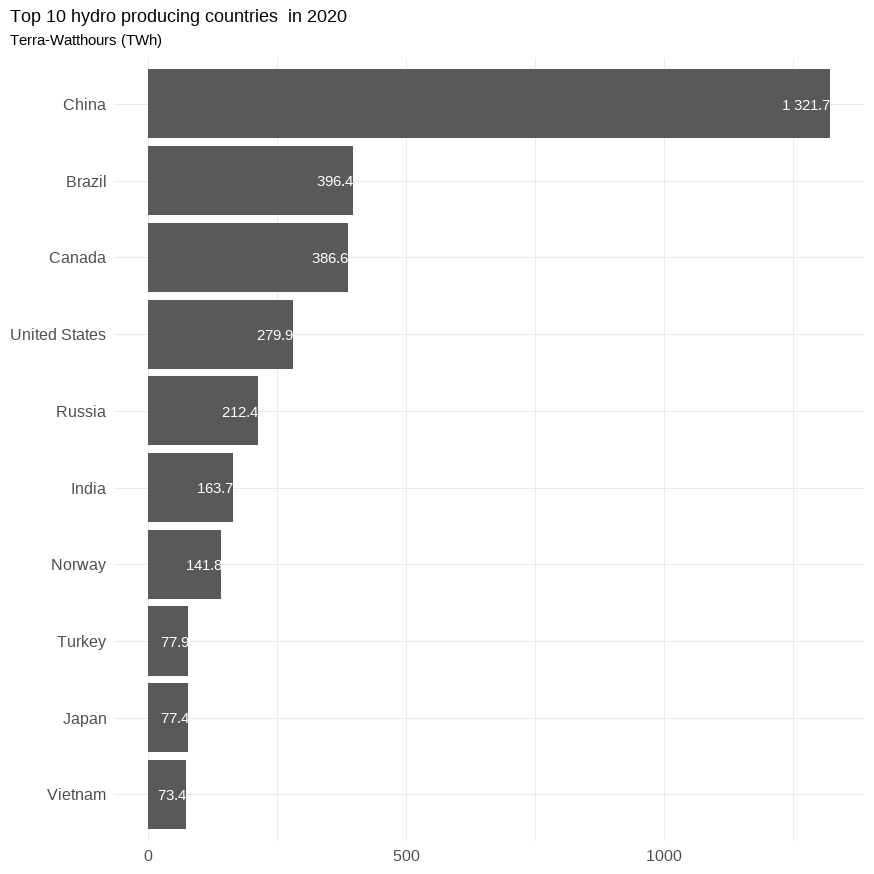 Top 10 hydro producing countries  in 2020
Terra-Watthours (TWh)
China 1 321.7
Brazil 396.4
Canada 386.6
United States 279.9
Russia 212.4
India 163.7
Norway 141.8
Turkey 77.9
Japan 77.4
Vietnam 73.4
0 500 1000